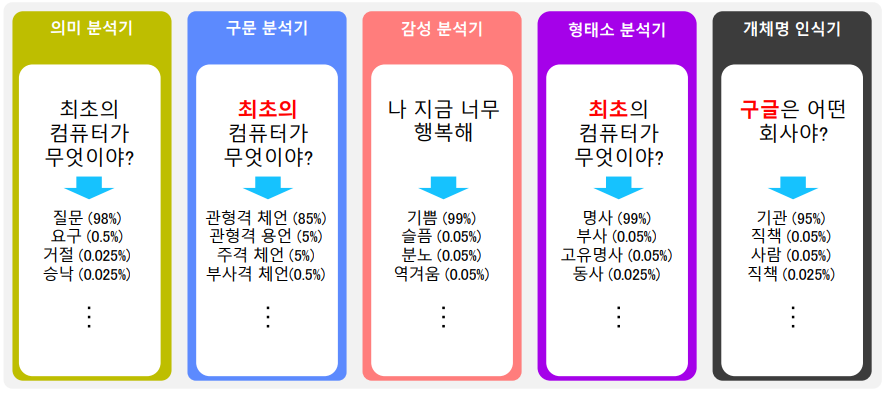 의미 분석기
최초의
컴퓨터가
무엇이야?
질문 (98%)
요구 (0.5%)
거절 (0.025%)
승낙 (0.025%)
⋮
구문 분석기
최초의
컴퓨터가
무엇이야?
관형격 체언 (85%)
관형격 용언 (5%)
주격 체언 (5%)
부사격 체언(0.5%)
⋮
감성 분석기
나 지금 너무
행복해
기쁨 (99%)
슬픔 (0.05%)
분노 (0.05%)
역겨움 (0.05%)
⋮
형태소 분석기
최초의
컴퓨터가
무엇이야?
명사 (99%)
부사 (0.05%)
고유명사 (0.05%)
동사 (0.025%)
⋮
개체명 인식기
구글은 어떤
회사야?
기관 (95%)
직책 (0.05%)
사람 (0.05%)
직책 (0.025%)
⋮